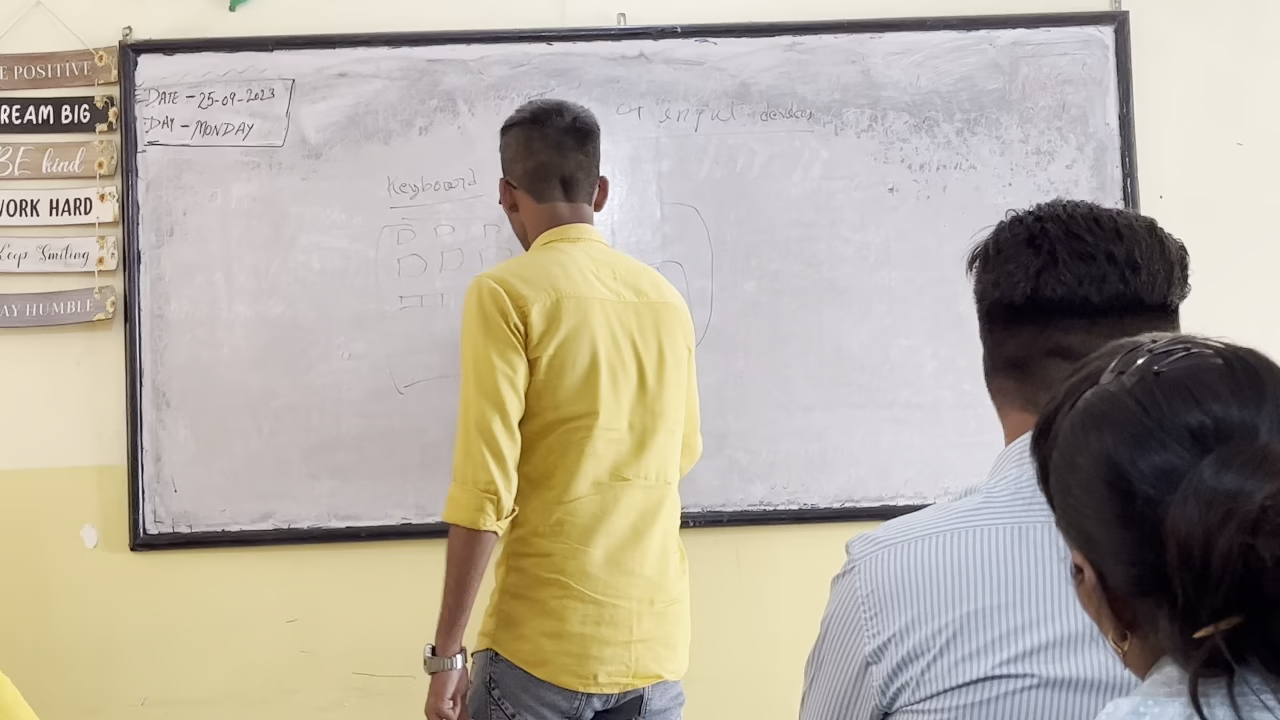 E POSITIVE
REAM BIG
BE kind
WORK HARD
Keep Smiling
AY HUMBLE
DATE - 25-09-2023
DAY - MONDAY
input devices
Keyboard